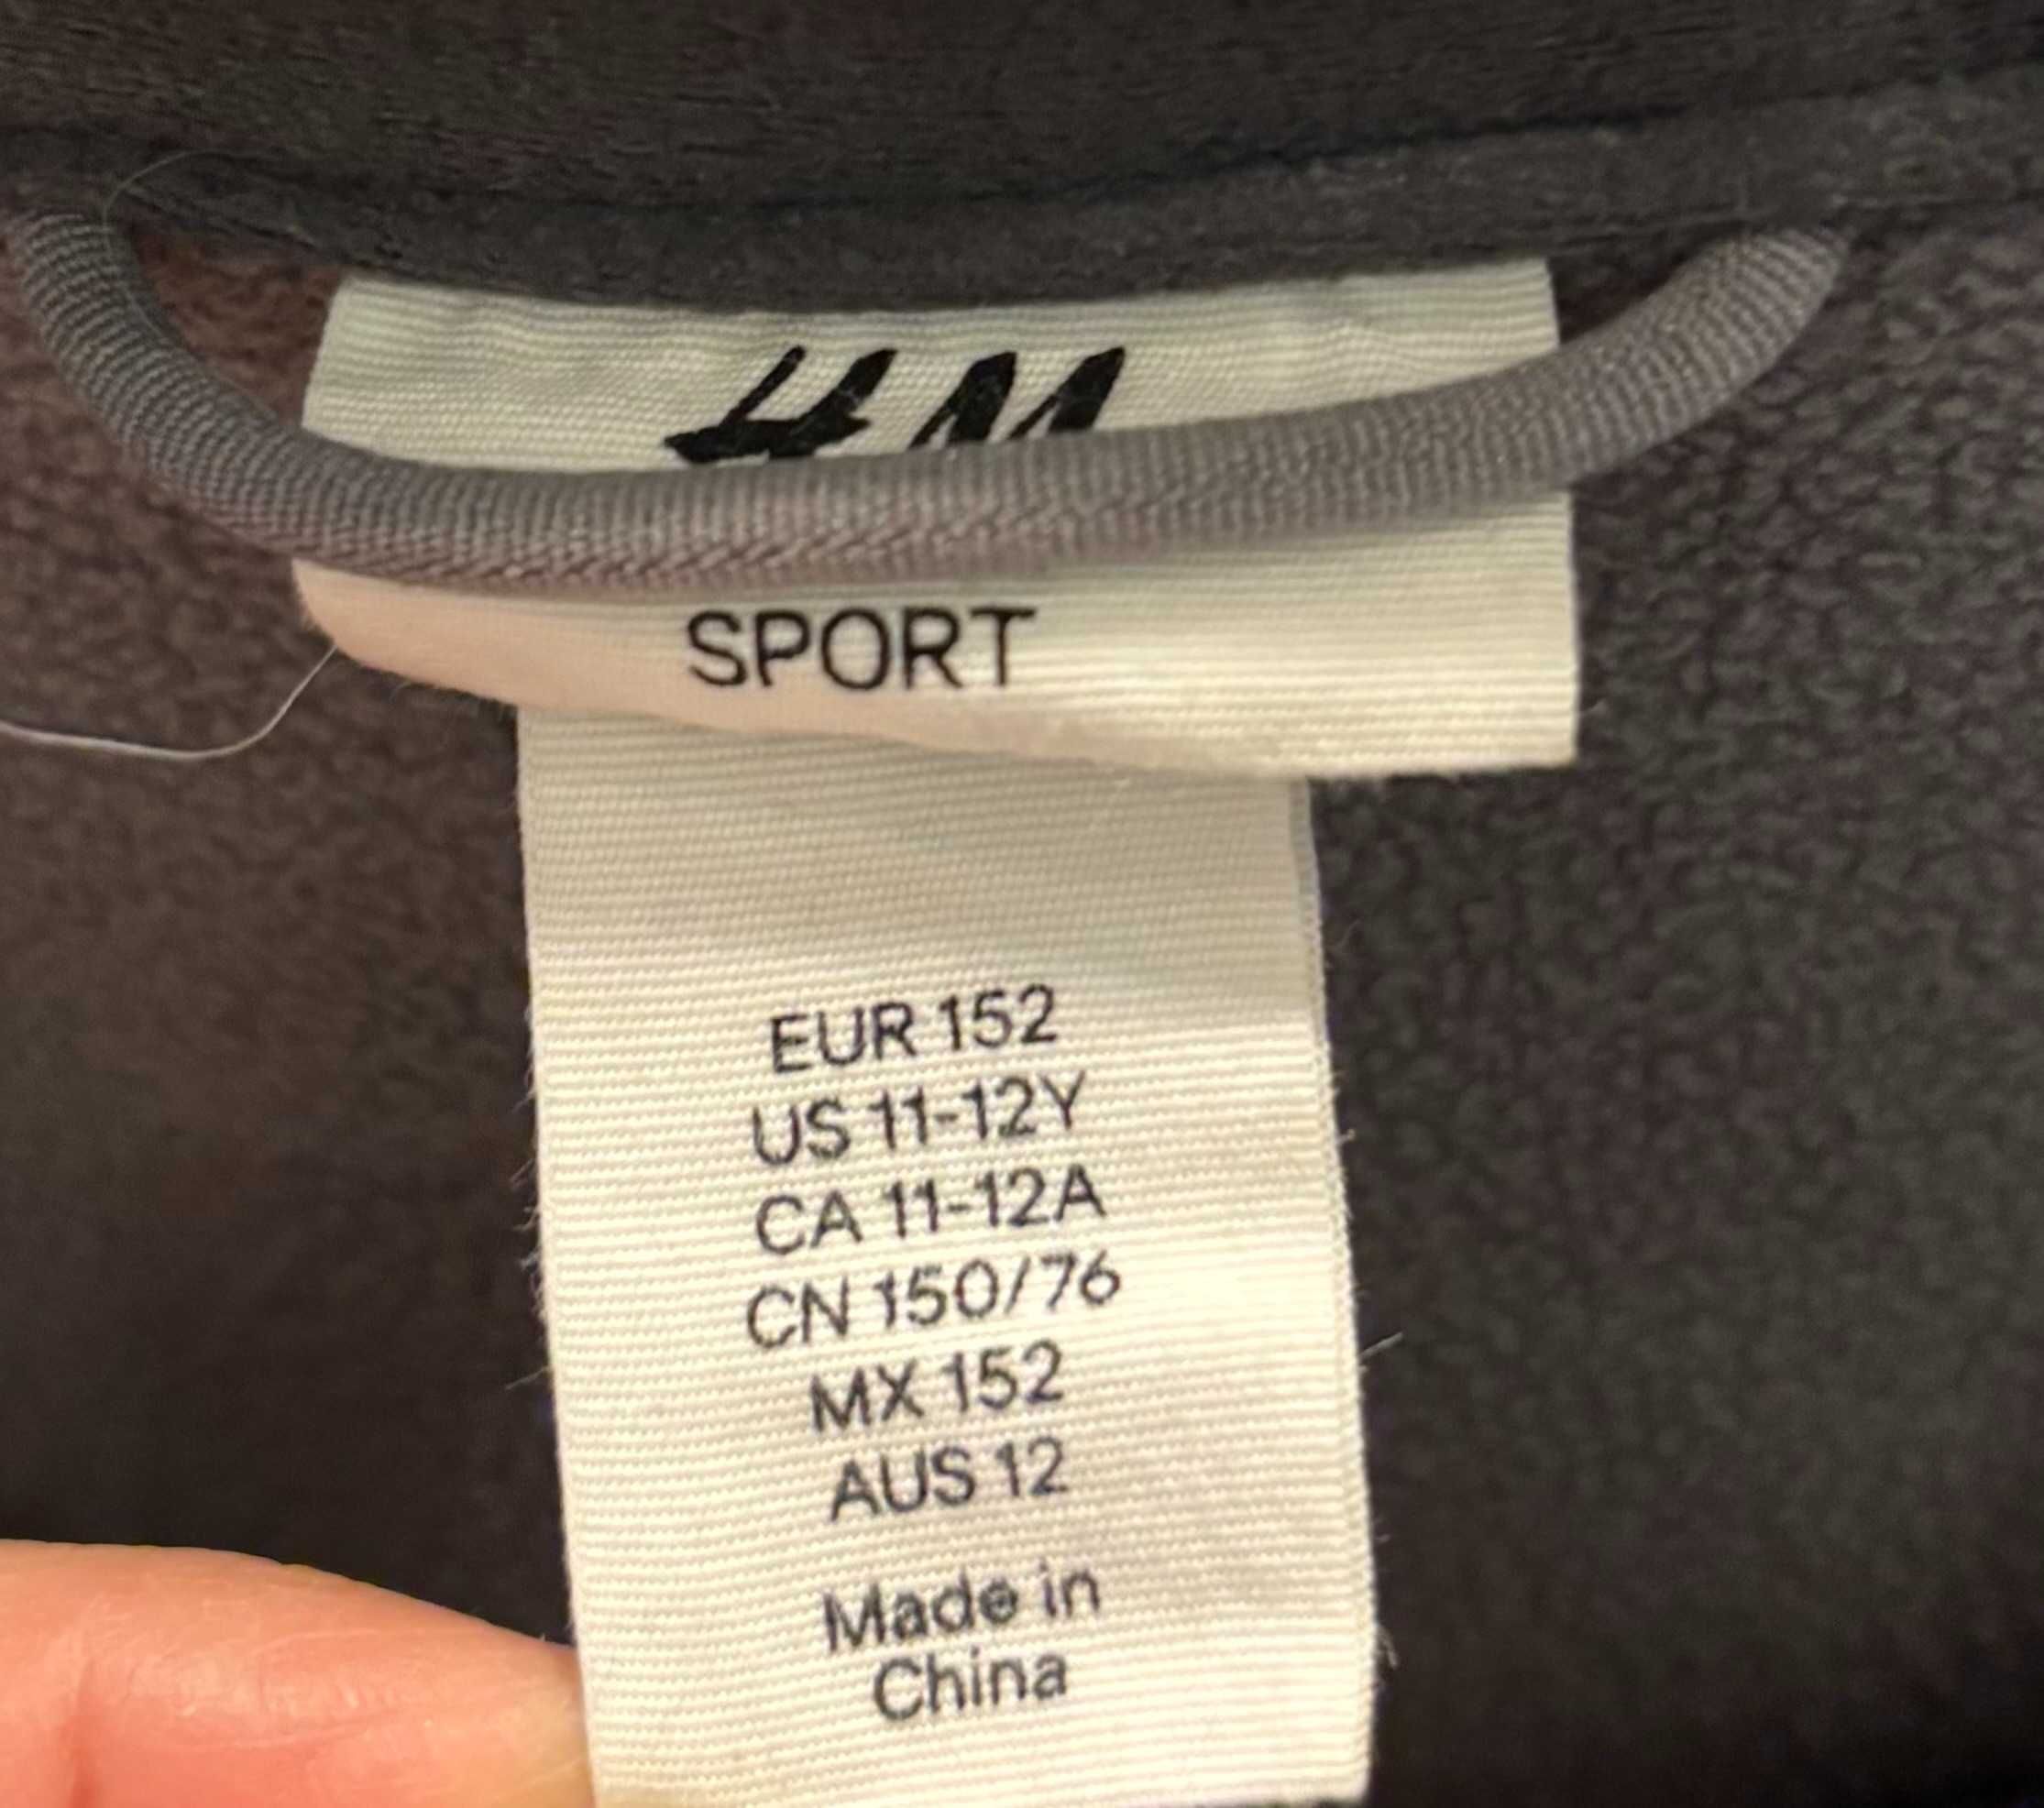 HM
SPORT
EUR 152
US 11-12Y
CA 11-12A
CN 150/76
MX 152
AUS 12
Made in
China